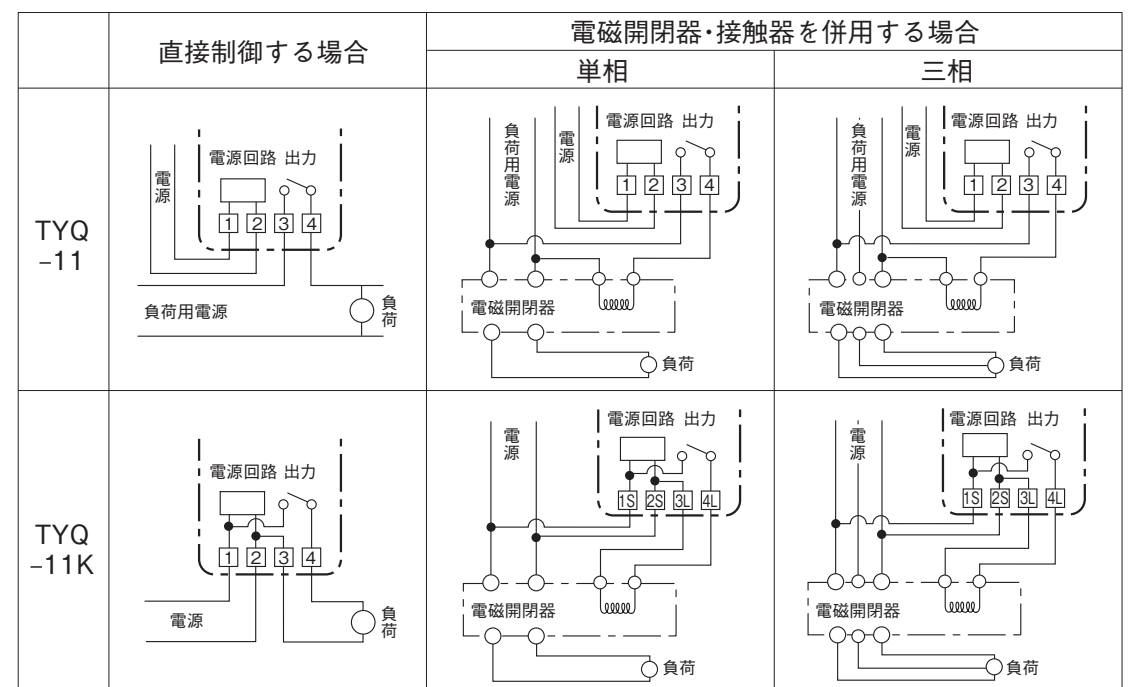 直接制御する場合
電磁開閉器･接触器を併用する場合
単相
三相
TYQ
-11
電源
電源回路 出力
1 2 3 4
負荷用電源
負荷
負荷用電源
電源
電源回路 出力
1 2 3 4
電磁開閉器
負荷
負荷用電源
電源
電源回路 出力
1 2 3 4
電磁開閉器
負荷
TYQ
-11K
電源回路 出力
1 2 3 4
電源
負荷
電源
電源回路 出力
1S 2S 3L 4L
電磁開閉器
負荷
電源
電源回路 出力
1S 2S 3L 4L
電磁開閉器
負荷